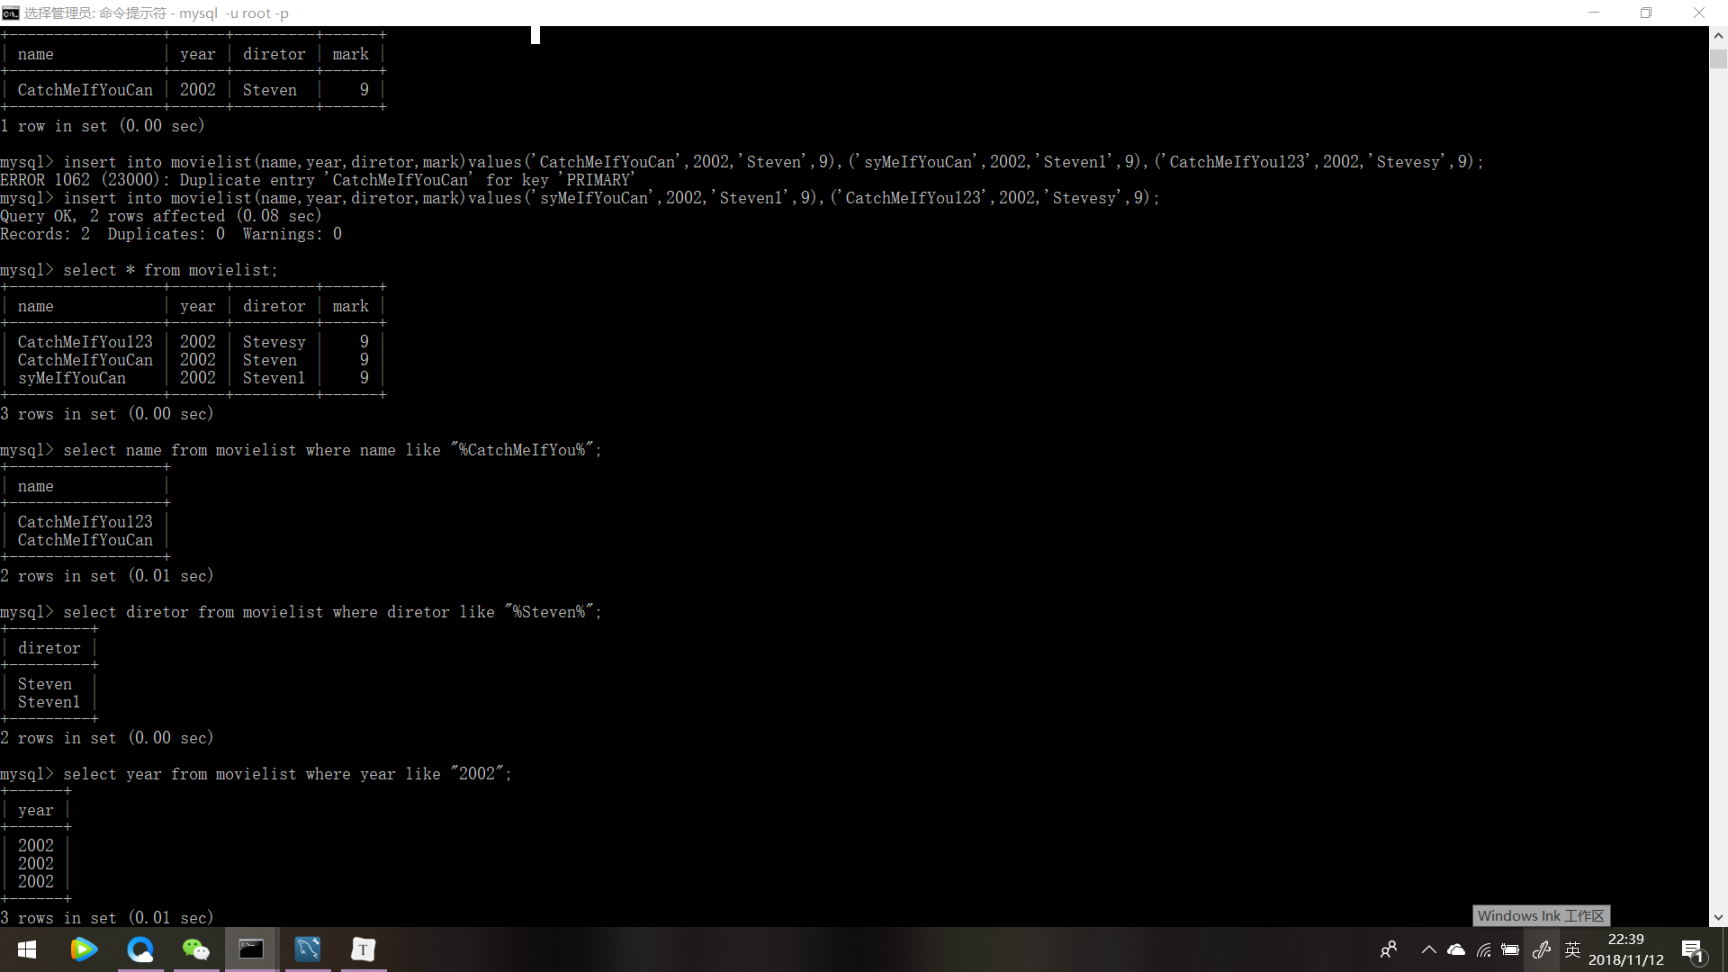 选择管理员: 命令提示符 - mysql  -u root -p
+-----------------+------+---------+------+
| name            | year | diretor | mark |
+-----------------+------+---------+------+
| CatchMeIfYouCan | 2002 | Steven  |    9 |
+-----------------+------+---------+------+
1 row in set (0.00 sec)
mysql> insert into movielist(name,year,diretor,mark)values('CatchMeIfYouCan',2002,'Steven',9),('syMeIfYouCan',2002,'Steven1',9),('CatchMeIfYou123',2002,'Stevesy',9);
ERROR 1062 (23000): Duplicate entry 'CatchMeIfYouCan' for key 'PRIMARY'
mysql> insert into movielist(name,year,diretor,mark)values('syMeIfYouCan',2002,'Steven1',9),('CatchMeIfYou123',2002,'Stevesy',9);
Query OK, 2 rows affected (0.08 sec)
Records: 2  Duplicates: 0  Warnings: 0
mysql> select * from movielist;
+-----------------+------+---------+------+
| name            | year | diretor | mark |
+-----------------+------+---------+------+
| CatchMeIfYou123 | 2002 | Stevesy |    9 |
| CatchMeIfYouCan | 2002 | Steven  |    9 |
| syMeIfYouCan    | 2002 | Steven1 |    9 |
+-----------------+------+---------+------+
3 rows in set (0.00 sec)
mysql> select name from movielist where name like "%CatchMeIfYou%";
+-----------------+
| name            |
+-----------------+
| CatchMeIfYou123 |
| CatchMeIfYouCan |
+-----------------+
2 rows in set (0.01 sec)
mysql> select diretor from movielist where diretor like "%Steven%";
+---------+
| diretor |
+---------+
| Steven  |
| Steven1 |
+---------+
2 rows in set (0.00 sec)
mysql> select year from movielist where year like "2002";
+------+
| year |
+------+
| 2002 |
| 2002 |
| 2002 |
+------+
3 rows in set (0.01 sec)
Windows Ink 工作区
T
英
22:39
2018/11/12
1